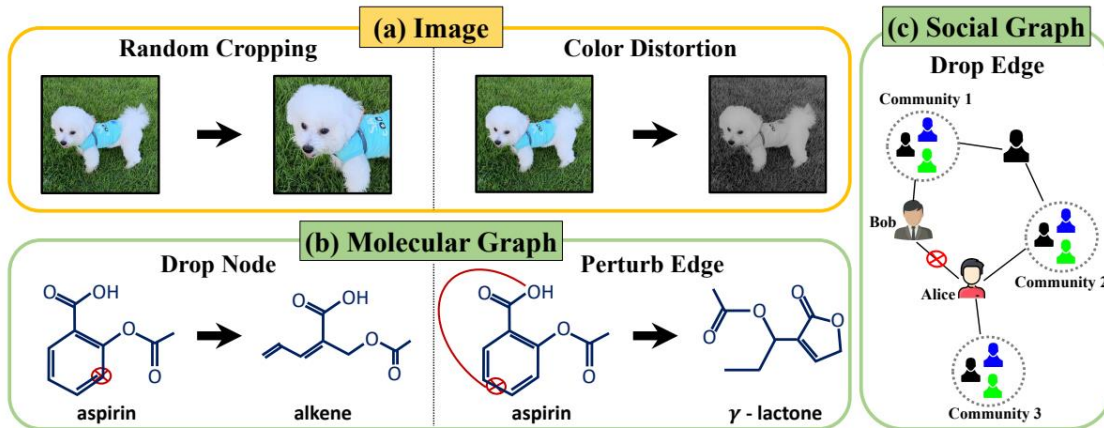 (a) Image
Random Cropping
Color Distortion
(b) Molecular Graph
Drop Node
Perturb Edge
O
OH
O
O
aspirin
O
OH
O
O
alkene
O
OH
O
O
aspirin
O
O
O
O
γ - lactone
(c) Social Graph
Drop Edge
Community 1
Bob
Alice
Community 2
Community 3